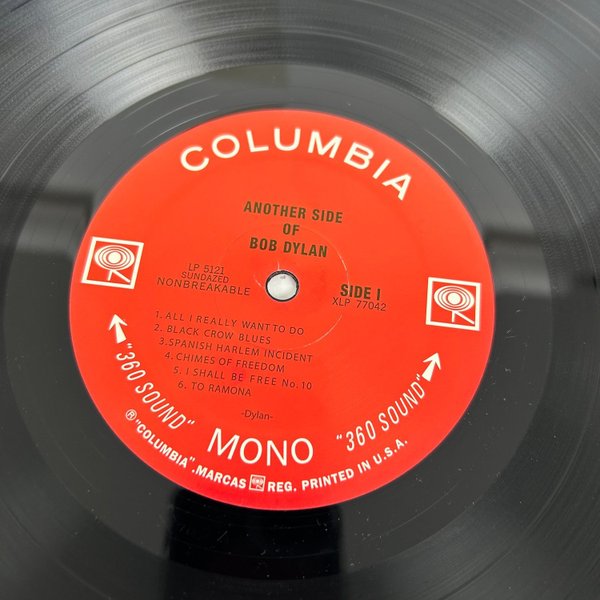 COLUMBIA
ANOTHER SIDE
OF
BOB DYLAN
LP 5121
SUNDAZED
NONBREAKABLE
SIDE I
XLP 77042
1. ALL I REALLY WANT TO DO
2. BLACK CROW BLUES
3.SPANISH HARLEM INCIDENT
4. CHIMES OF FREEDOM
5. I SHALL BE FREE No. 10
6. TO RAMONA
-Dylan-
"360 SOUND" MONO "360 SOUND"
® "COLUMBIA". MARCAS REG. PRINTED IN U.S.A.